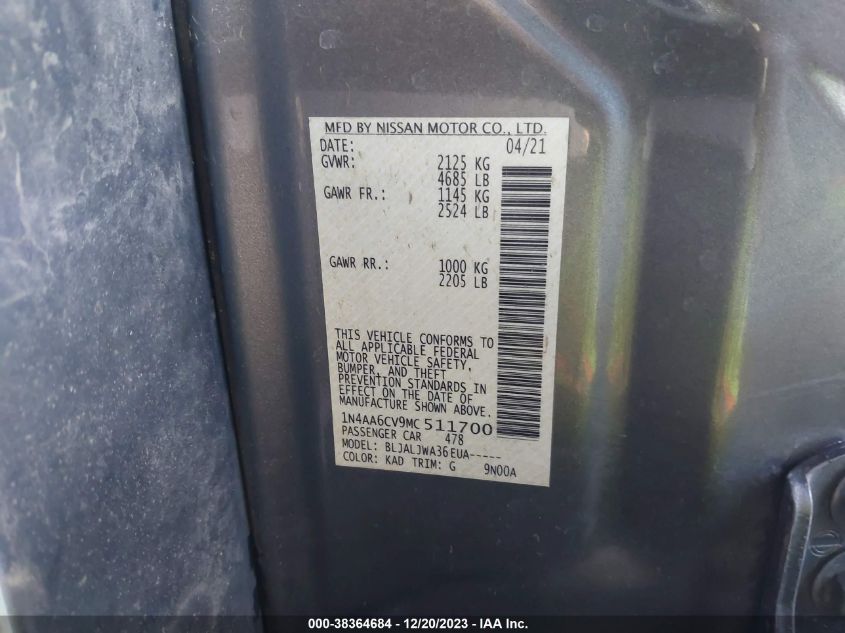 MFD BY NISSAN MOTOR CO., LTD.
DATE: 04/21
GVWR: 2125 KG
4685 LB
GAWR FR.: 1145 KG
2524 LB
GAWR RR.: 1000 KG
2205 LB
THIS VEHICLE CONFORMS TO
ALL APPLICABLE FEDERAL
MOTOR VEHICLE SAFETY,
BUMPER, AND THEFT
PREVENTION STANDARDS IN
EFFECT ON THE DATE OF
MANUFACTURE SHOWN ABOVE.
1N4AA6CV9MC511700
PASSENGER CAR 478
MODEL: BLJALJWA36EUA-----
COLOR: KAD TRIM: G 9N00A
000-38364684 - 12/20/2023 - IAA Inc.